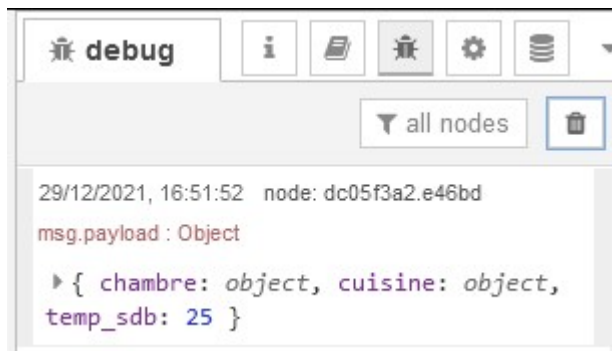 debug
i
all nodes
29/12/2021, 16:51:52 node: dc05f3a2.e46bd
msg.payload : Object
{ chambre: object, cuisine: object,
temp_sdb: 25 }